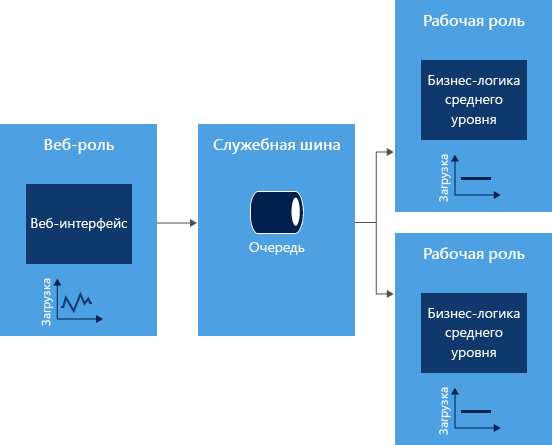 Веб-роль
Веб-интерфейс
Загрузка
Служебная шина
Очередь
Рабочая роль
Бизнес-логика
среднего
уровня
Загрузка
Рабочая роль
Бизнес-логика
среднего
уровня
Загрузка